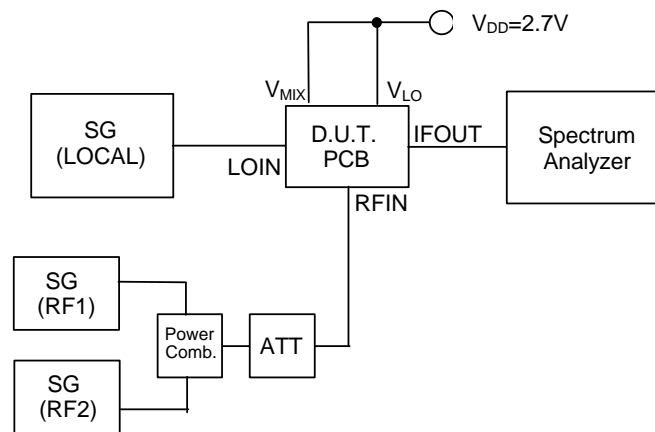 V_DD=2.7V
V_MIX
V_LO
SG
(LOCAL)
LOIN
D.U.T.
PCB
IFOUT
RFIN
Spectrum
Analyzer
SG
(RF1)
Power
Comb.
ATT
SG
(RF2)